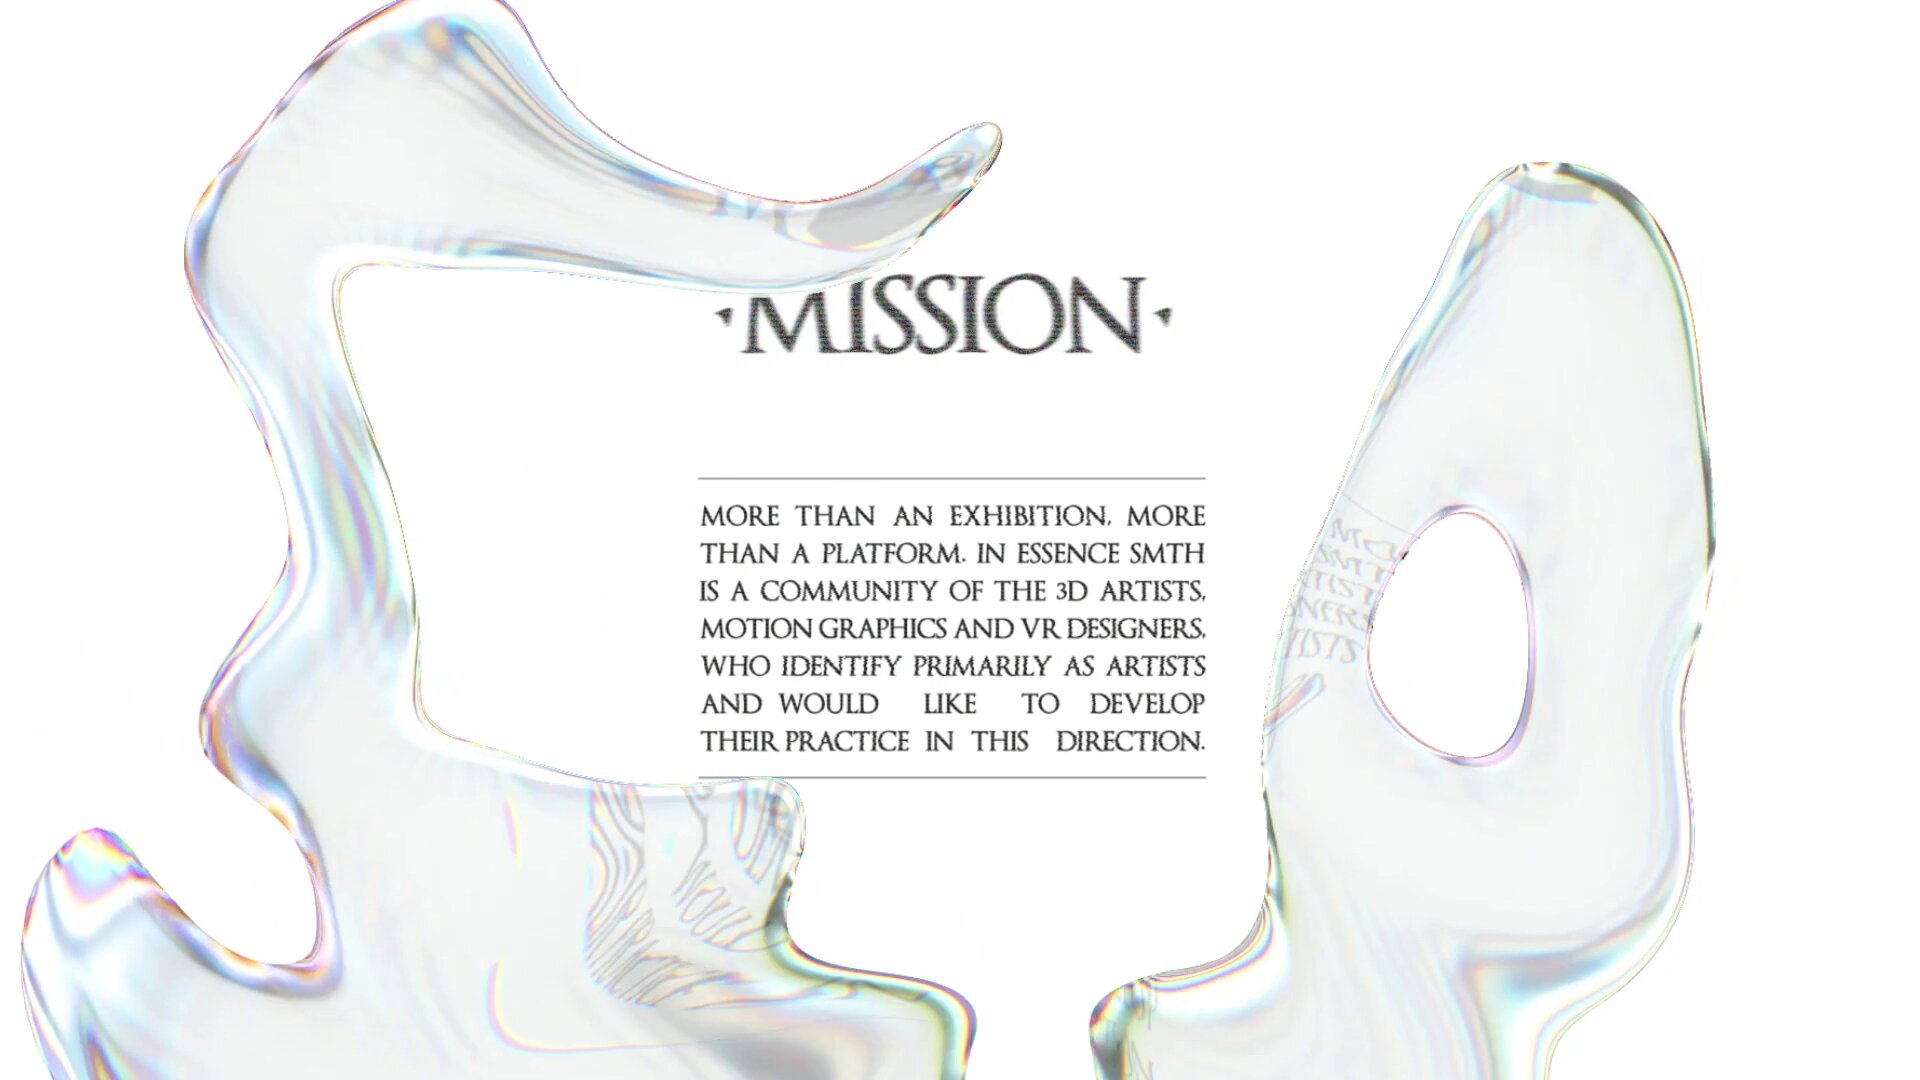 MISSION
MORE THAN AN EXHIBITION, MORE
THAN A PLATFORM. IN ESSENCE SMTH
IS A COMMUNITY OF THE 3D ARTISTS,
MOTION GRAPHICS AND VR DESIGNERS,
WHO IDENTIFY PRIMARILY AS ARTISTS
AND WOULD LIKE TO DEVELOP
THEIR PRACTICE IN THIS DIRECTION.